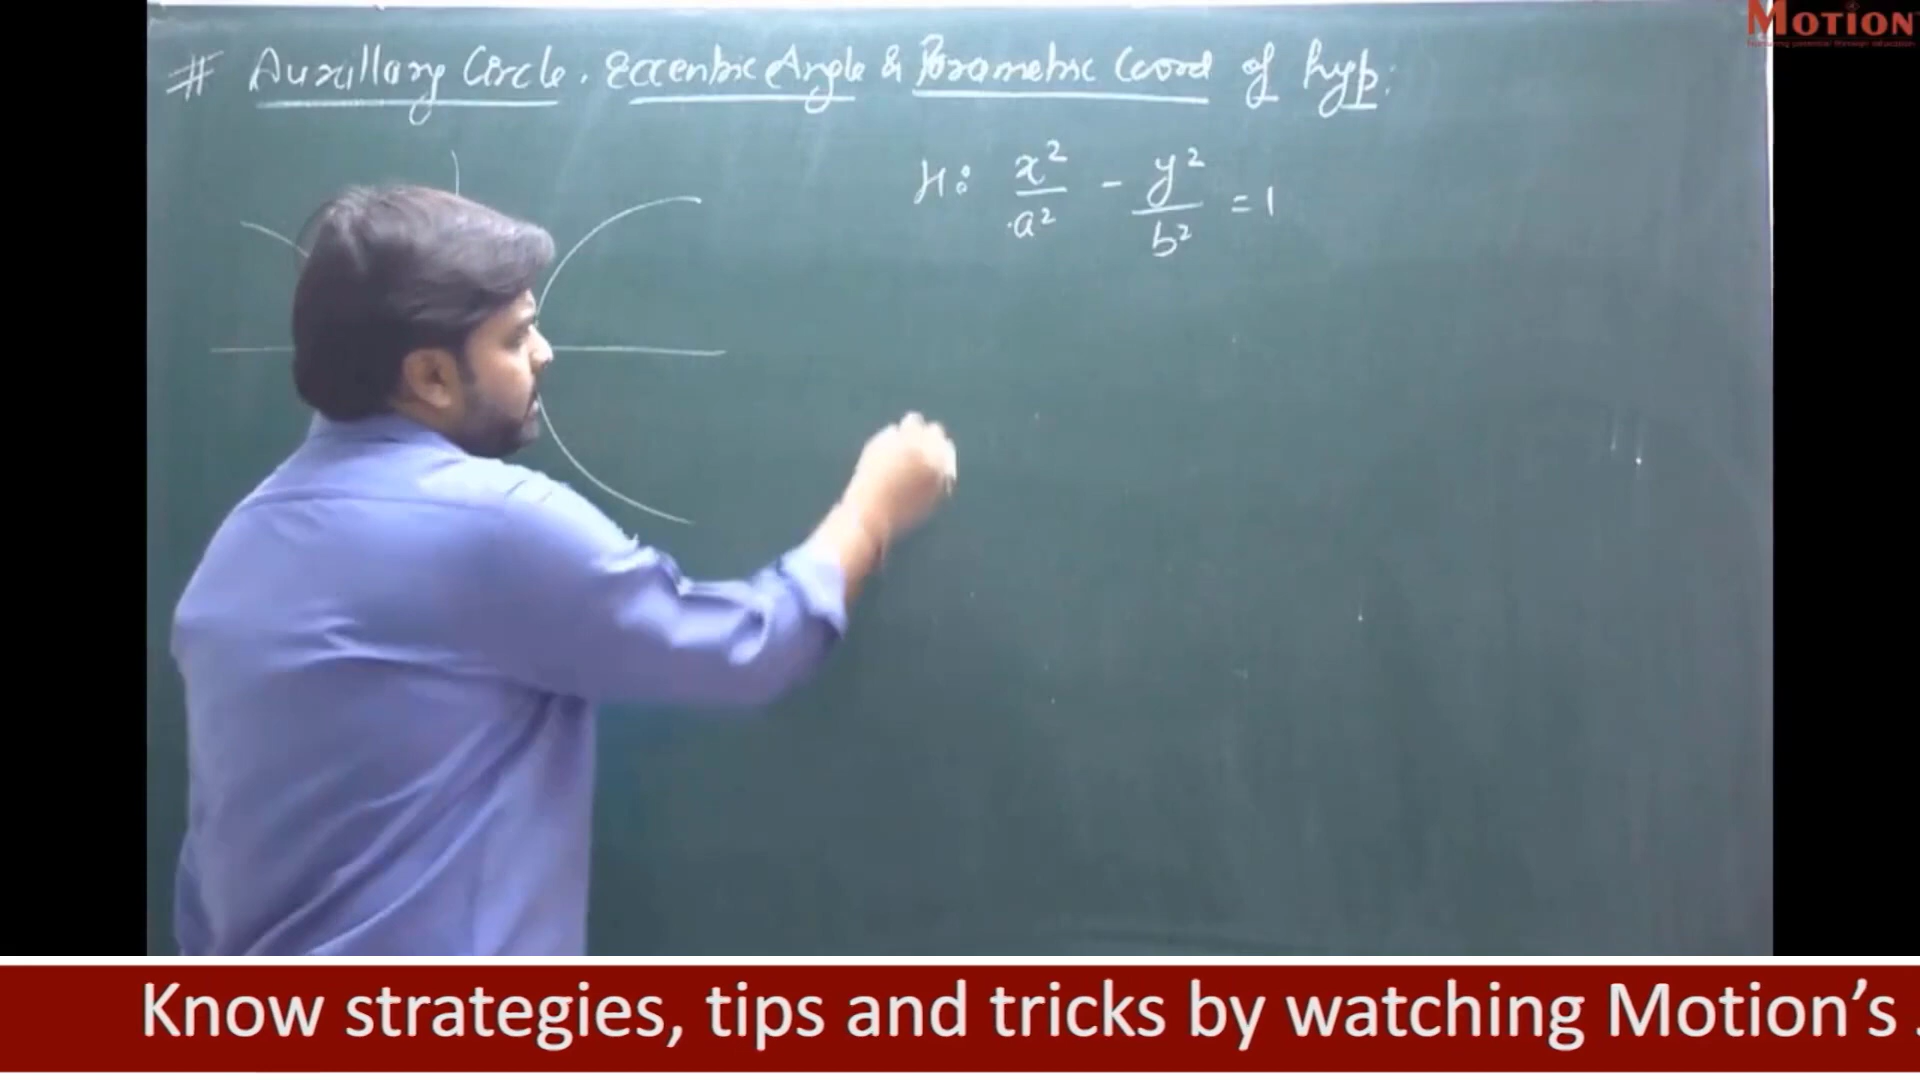 MOTION
# Auxillary Circle, Eccentric Angle & Parametric Coord of hyp:
H: x²/a² - y²/b² = 1
Know strategies, tips and tricks by watching Motion's